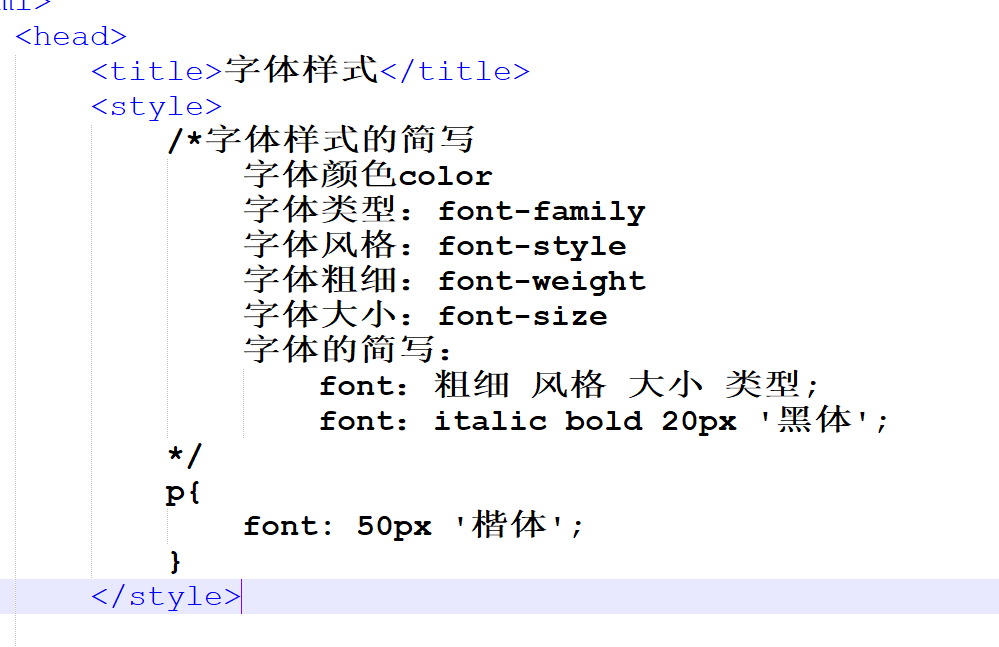 <head>
<title>字体样式</title>
<style>
/*字体样式的简写
字体颜色color
字体类型：font-family
字体风格：font-style
字体粗细：font-weight
字体大小：font-size
字体的简写：
font：粗细 风格 大小 类型;
font：italic bold 20px '黑体';
*/
p{
font: 50px '楷体';
}
</style>